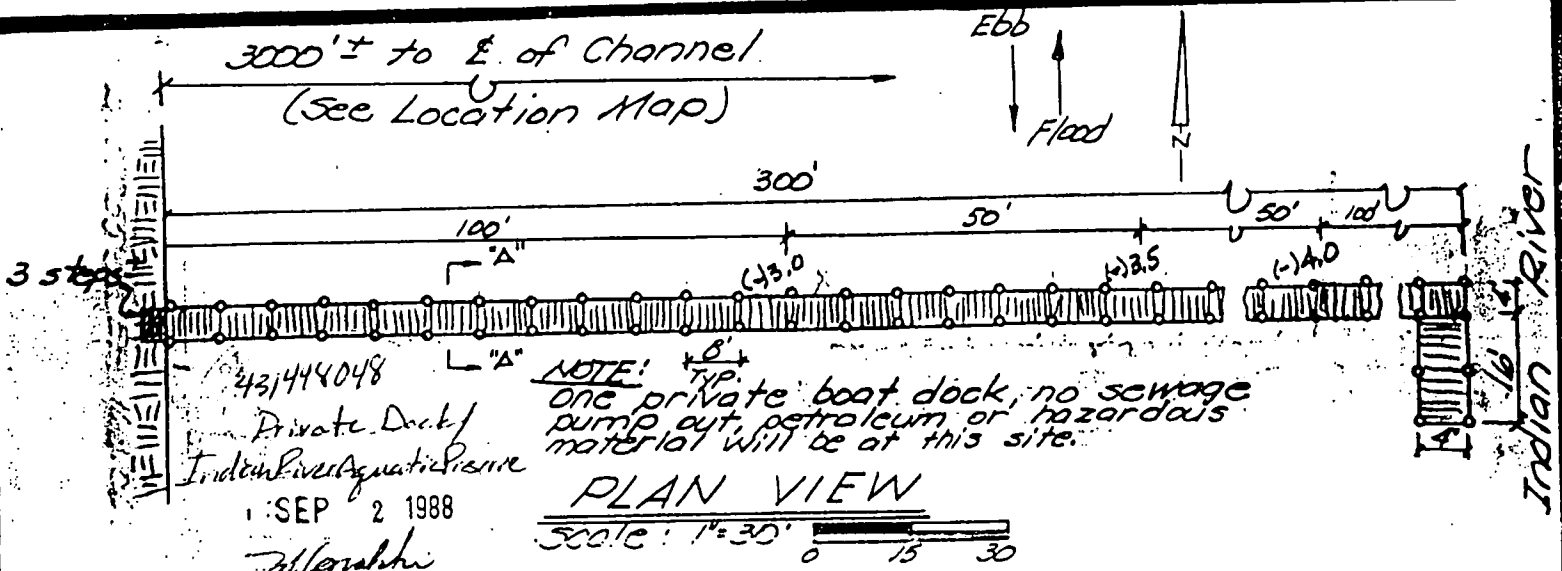 3000'± to ℄ of Channel
(See Location Map)
Ebb
Flood
N
300'
100'
50'
50'
100'
3 steps
"A"
"A"
(-)3.0
(-)3.5
(-)4.0
4'
16'
4'
Indian River
8'
TYP.
NOTE:
one private boat dock, no sewage
pump out, petroleum or hazardous
material will be at this site.
Private Dock/
Indian River Aquatic Preserve
SEP 2 1988
PLAN VIEW
Scale: 1"=30'
0 15 30